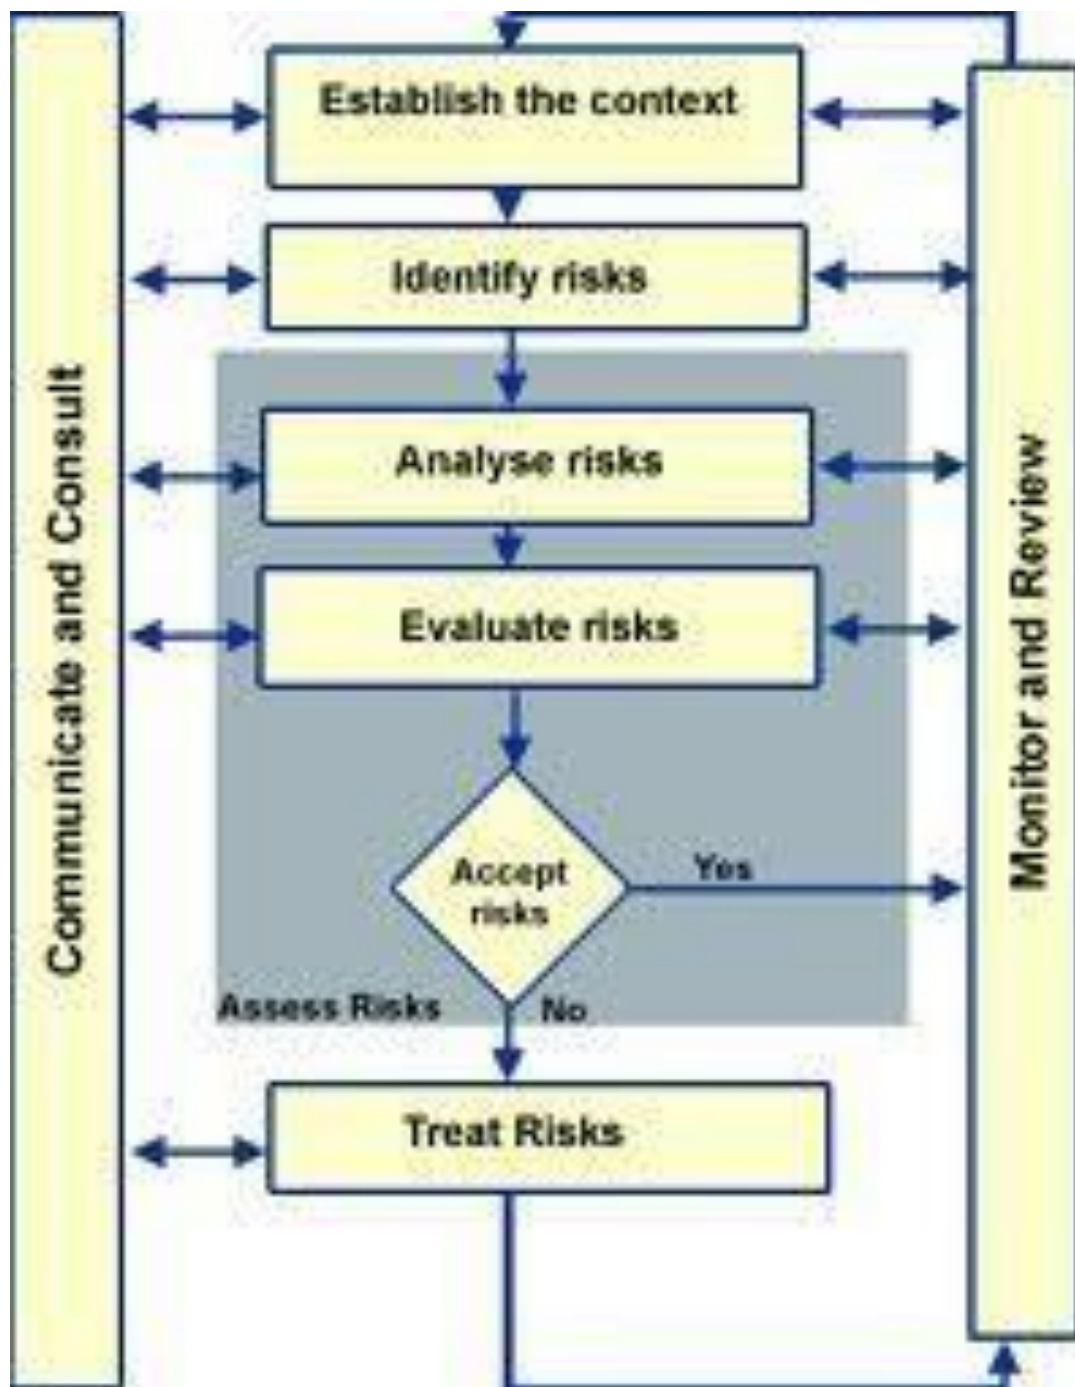 Establish the context
Identify risks
Analyse risks
Evaluate risks
Accept
risks
Yes
Assess Risks
No
Treat Risks
Communicate and Consult
Monitor and Review